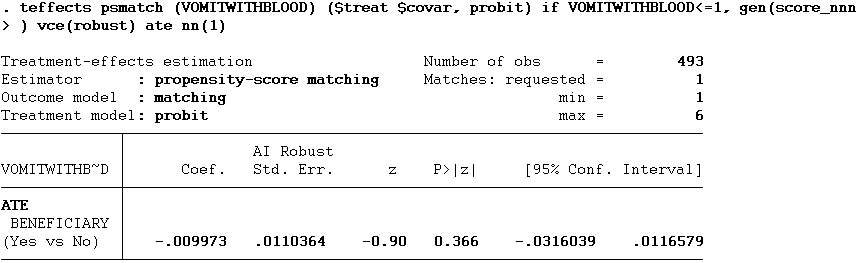 . teffects psmatch (VOMITWITHBLOOD) ($treat $covar, probit) if VOMITWITHBLOOD<=1, gen(score_nnn
> ) vce(robust) ate nn(1)
Treatment-effects estimation Number of obs = 493
Estimator : propensity-score matching Matches: requested = 1
Outcome model : matching min = 1
Treatment model: probit max = 6
AI Robust
VOMITWITHB~D Coef. Std. Err. z P>|z| [95% Conf. Interval]
ATE
BENEFICIARY
(Yes vs No) -.009973 .0110364 -0.90 0.366 -.0316039 .0116579